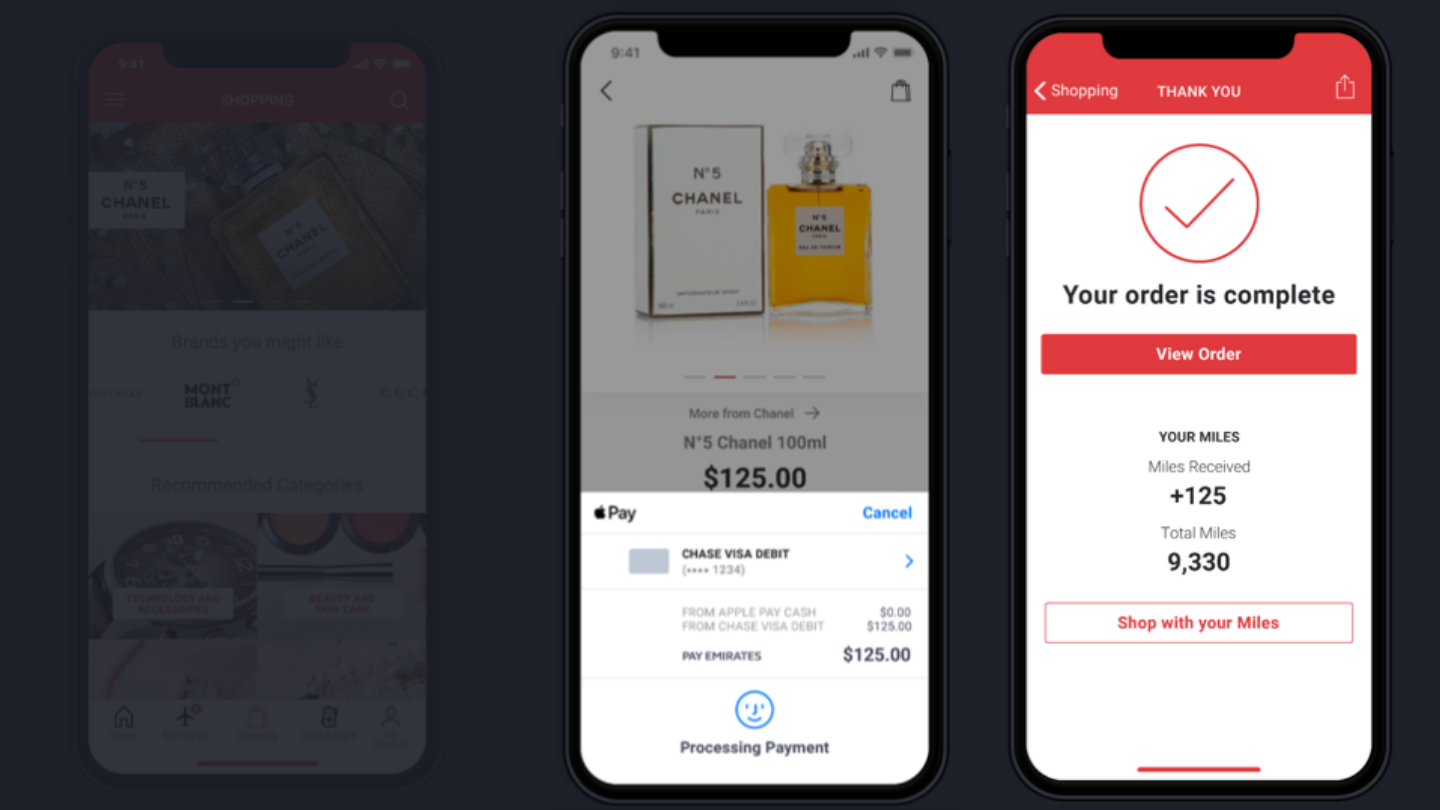 9:41
SHOPPING
N°5
CHANEL
PARIS
CHANEL
Brands you might like
MONT
BLANC
YSL
Recommended Categories
TECHNOLOGY AND
ACCESSORIES
BEAUTY AND
SKIN CARE
Home
My Flights
Shopping
Book a Flight
9:41
N°5
CHANEL
PARIS
N°5
CHANEL
PARIS
EAU DE PARFUM
VAPORISATEUR SPRAY
More from Chanel →
N°5 Chanel 100ml
$125.00
Pay
Cancel
CHASE VISA DEBIT
(•••• 1234)
FROM APPLE PAY CASH $0.00
FROM CHASE VISA DEBIT $125.00
PAY EMIRATES $125.00
Processing Payment
Shopping
THANK YOU
Your order is complete
View Order
YOUR MILES
Miles Received
+125
Total Miles
9,330
Shop with your Miles